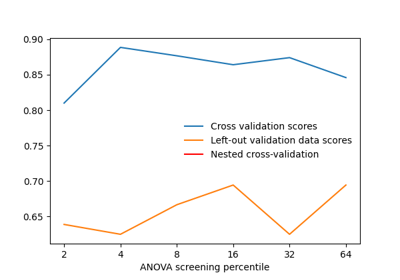 0.90
0.85
0.80
0.75
0.70
0.65
Cross validation scores
Left-out validation data scores
Nested cross-validation
2 4 8 16 32 64
ANOVA screening percentile